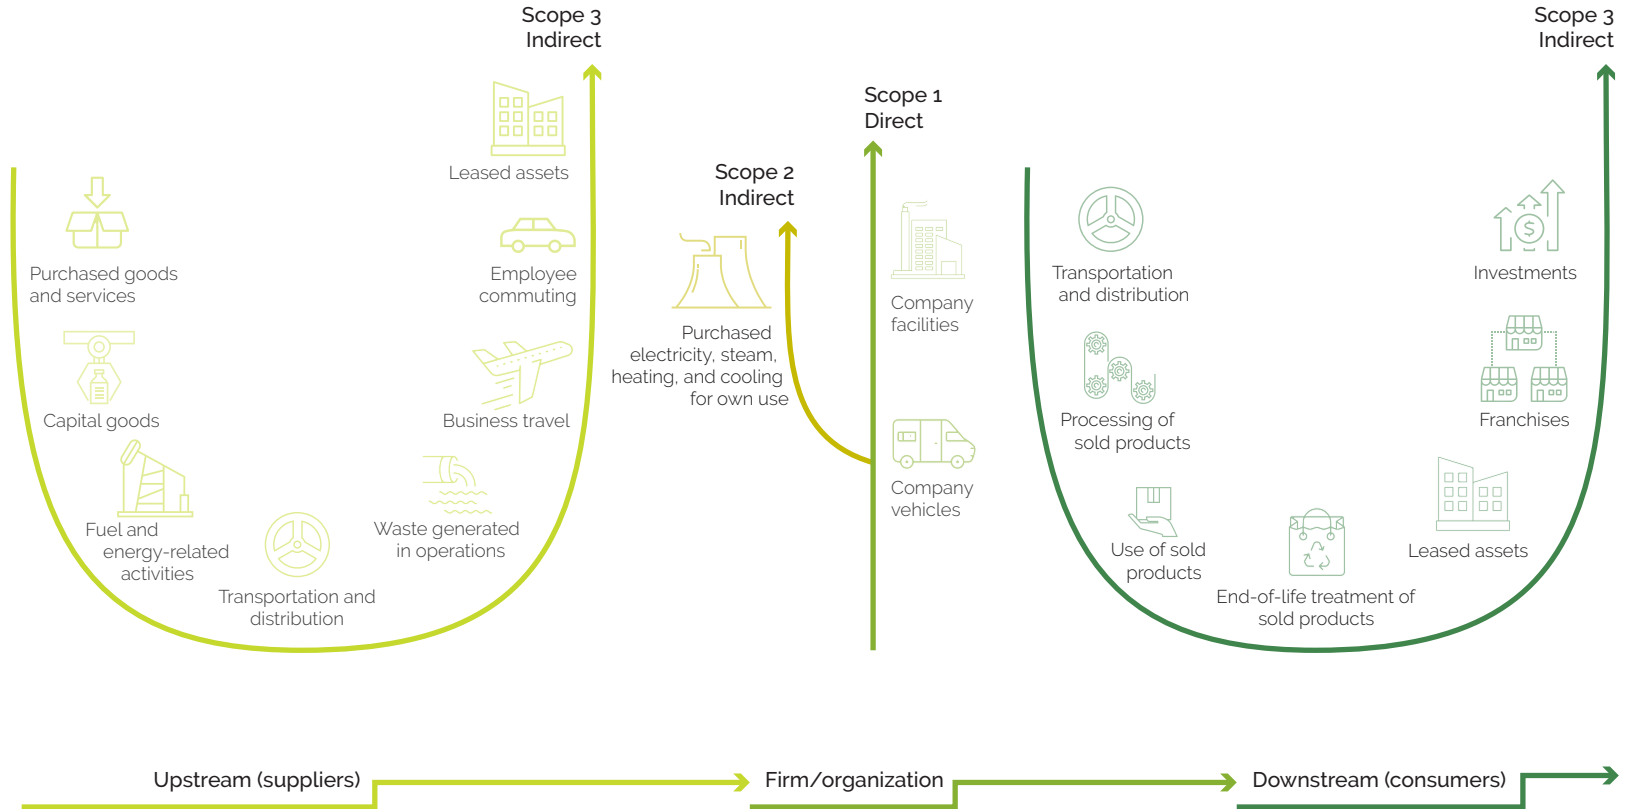 Scope 3
Indirect
Leased assets
Purchased goods
and services
Employee
commuting
Capital goods
Business travel
Fuel and
energy-related
activities
Waste generated
in operations
Transportation and
distribution
Scope 2
Indirect
Purchased
electricity, steam,
heating, and cooling
for own use
Scope 1
Direct
Company
facilities
Company
vehicles
Scope 3
Indirect
Transportation
and distribution
Investments
Processing of
sold products
Franchises
Use of sold
products
Leased assets
End-of-life treatment of
sold products
$
Upstream (suppliers)
Firm/organization
Downstream (consumers)